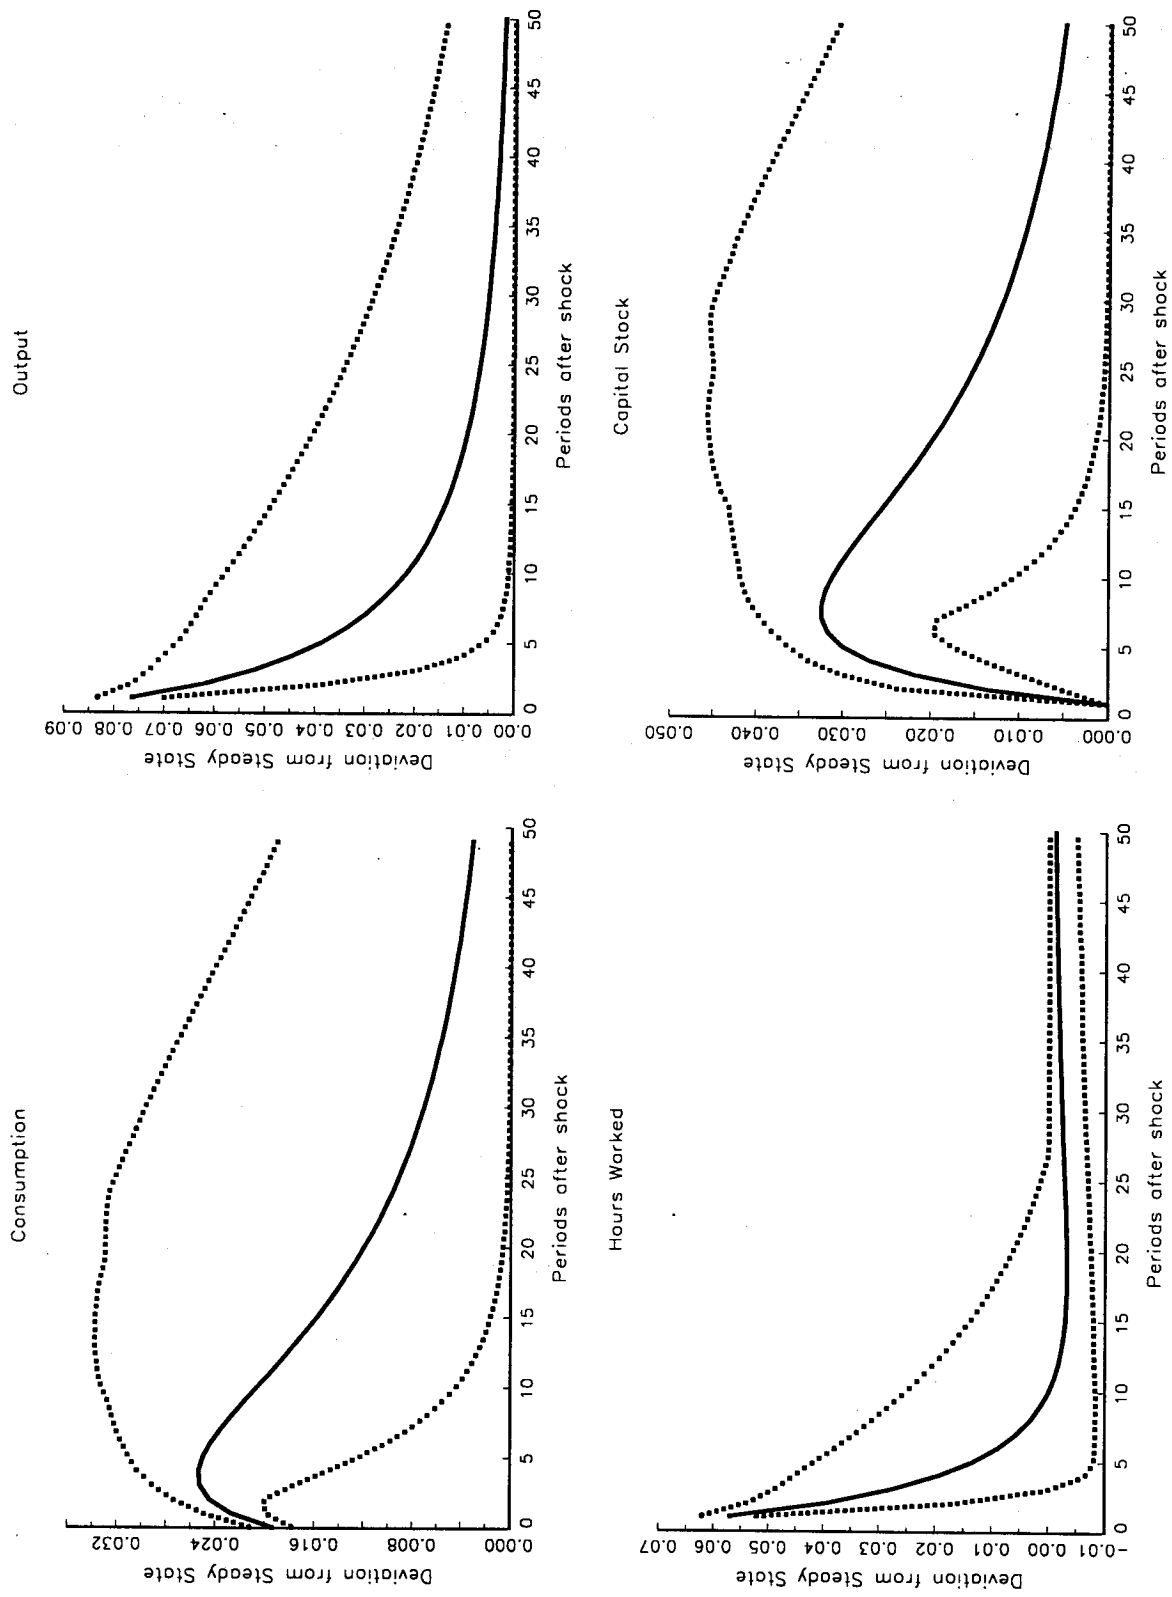 Consumption
Deviation from Steady State
0.032
0.024
0.016
0.008
0.000
0 5 10 15 20 25 30 35 40 45 50
Periods after shock
Output
Deviation from Steady State
0.09
0.08
0.07
0.06
0.05
0.04
0.03
0.02
0.01
0.00
0 5 10 15 20 25 30 35 40 45 50
Periods after shock
Hours Worked
Deviation from Steady State
0.07
0.06
0.05
0.04
0.03
0.02
0.01
0.00
-0.01
0 5 10 15 20 25 30 35 40 45 50
Periods after shock
Capital Stock
Deviation from Steady State
0.050
0.040
0.030
0.020
0.010
0.000
0 5 10 15 20 25 30 35 40 45 50
Periods after shock